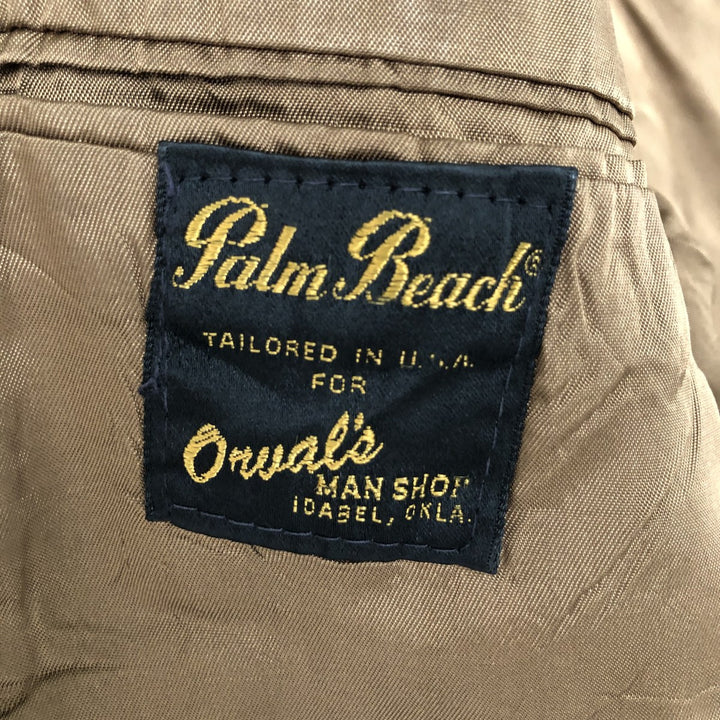 Palm Beach®
TAILORED IN U.S.A.
FOR
Orval's
MAN SHOP
IDABEL, OKLA.